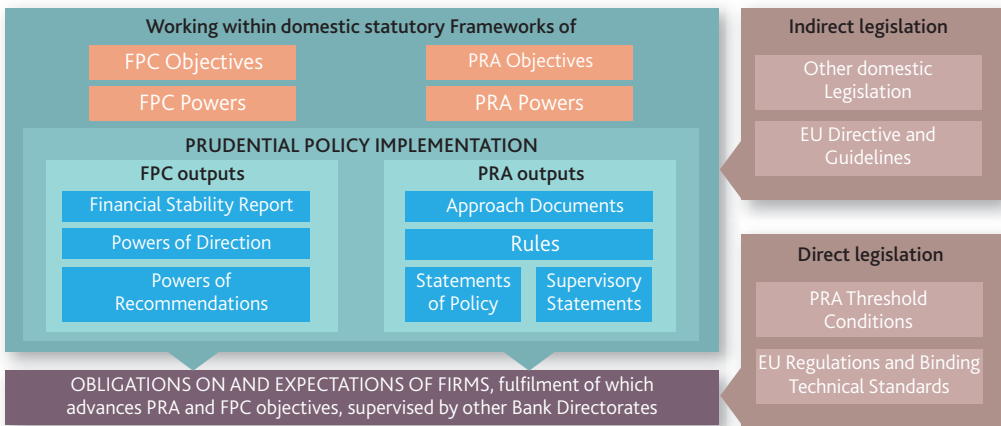 Working within domestic statutory Frameworks of
FPC Objectives
PRA Objectives
FPC Powers
PRA Powers
PRUDENTIAL POLICY IMPLEMENTATION
FPC outputs
Financial Stability Report
Powers of Direction
Powers of
Recommendations
PRA outputs
Approach Documents
Rules
Statements
of Policy
Supervisory
Statements
OBLIGATIONS ON AND EXPECTATIONS OF FIRMS, fulfilment of which
advances PRA and FPC objectives, supervised by other Bank Directorates
Indirect legislation
Other domestic
Legislation
EU Directive and
Guidelines
Direct legislation
PRA Threshold
Conditions
EU Regulations and Binding
Technical Standards